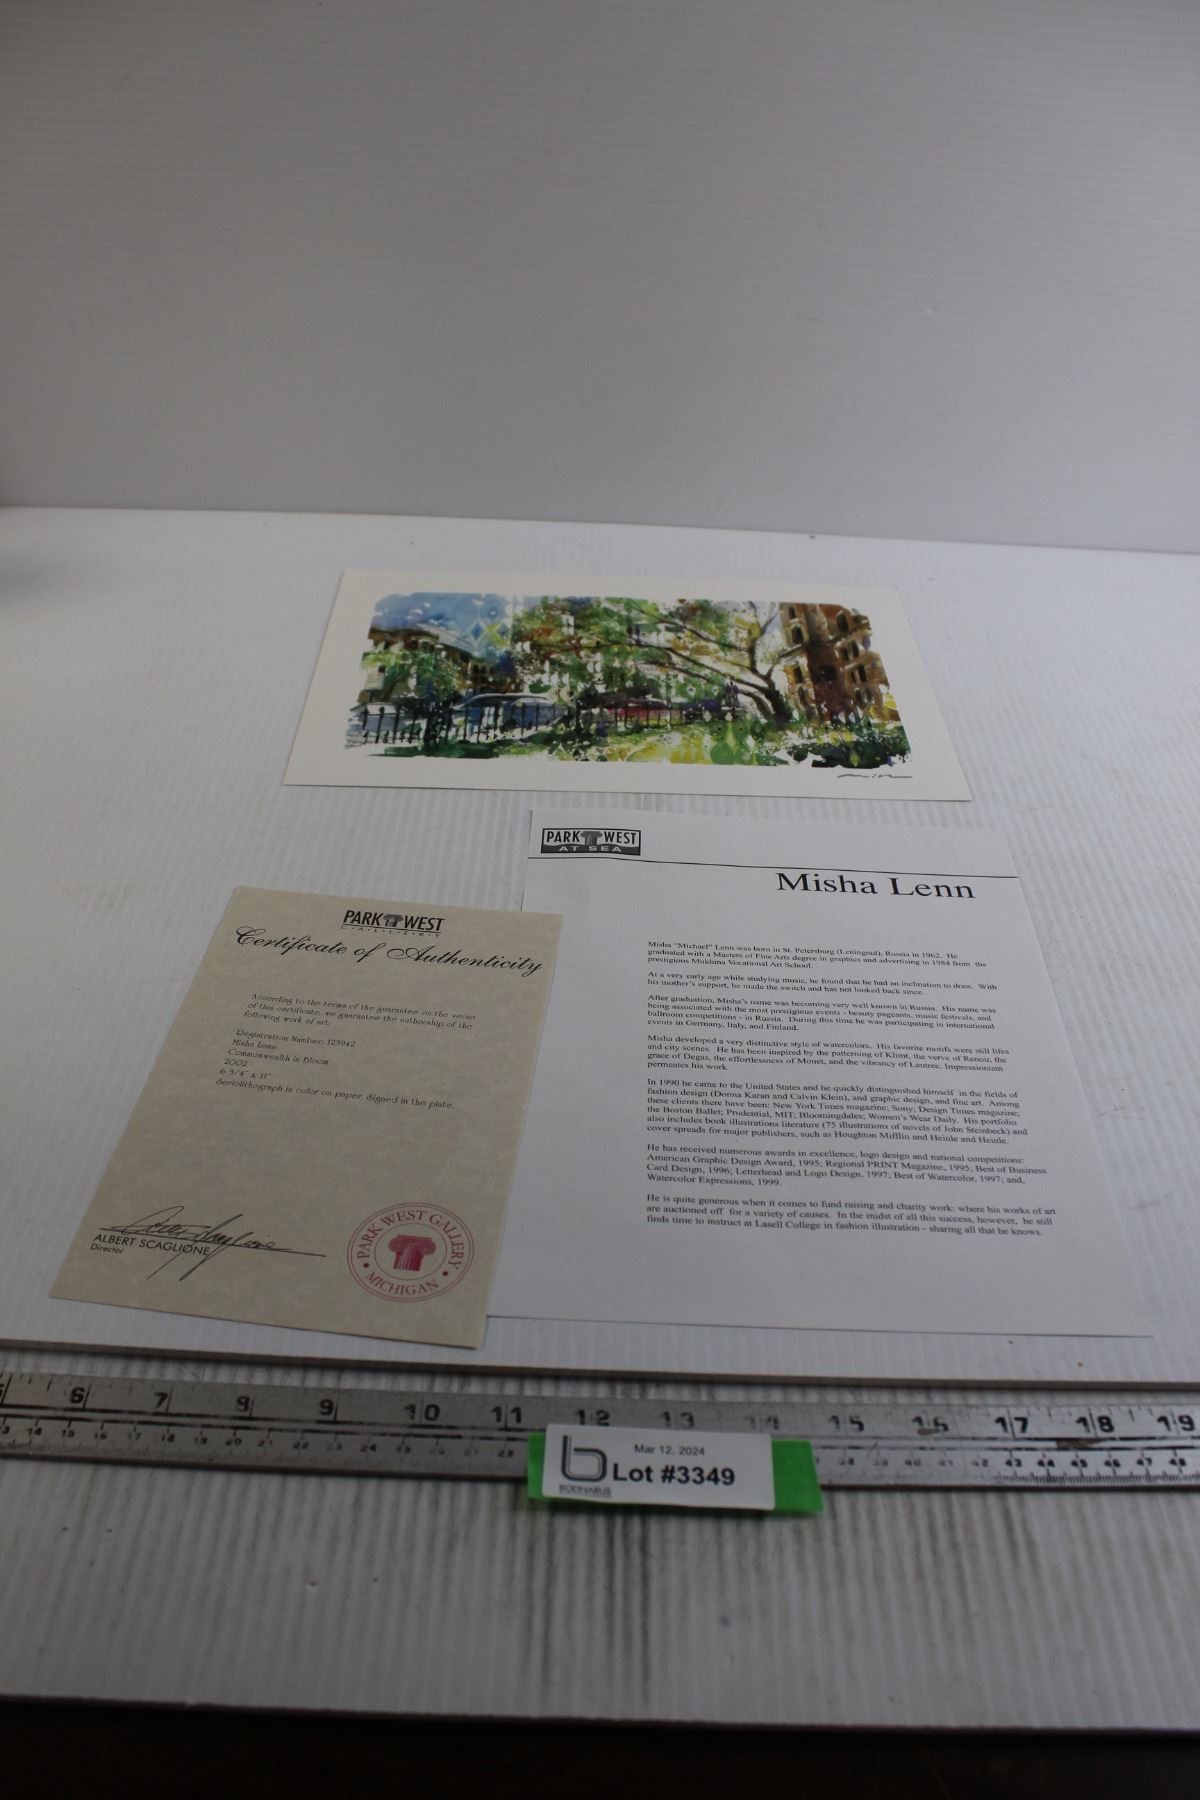 PARK WEST
AT SEA
Misha Lenn
Misha "Michael" Lenn was born in St. Petersburg (Leningrad), Russia in 1962. He
graduated with a Masters of Fine Arts degree in graphics and advertising in 1984 from the
prestigious Mukhina Vocational Art School.
At a very early age while studying music, he found that he had an inclination to draw. With
his mother's support, he made the switch and has not looked back since.
After graduation, Misha's name was becoming very well known in Russia. His name was
being associated with the most prestigious events - beauty pageants, music festivals, and
ballroom competitions - in Russia. During this time he was participating in international
events in Germany, Italy, and Finland.
Misha developed a very distinctive style of watercolors. His favorite motifs were still lifes
and city scenes. He has been inspired by the patterning of Klimt, the verve of Renoir, the
grace of Degas, the effortlessness of Monet, and the vibrancy of Lautrec. Impressionism
permeates his work.
In 1990 he came to the United States and he quickly distinguished himself in the fields of
fashion design (Donna Karan and Calvin Klein), and graphic design, and fine art. Among
these clients there have been: New York Times magazine; Sony; Design Times magazine;
the Boston Ballet; Prudential, MIT; Bloomingdales; Women's Wear Daily. His portfolio
also includes book illustrations literature (75 illustrations of novels of John Steinbeck) and
cover spreads for major publishers, such as Houghton Mifflin and Heinle and Heinle.
He has received numerous awards in excellence, logo design and national competitions:
American Graphic Design Award, 1995; Regional PRINT Magazine, 1995; Best of Business
Card Design, 1996; Letterhead and Logo Design, 1997; Best of Watercolor, 1997; and,
Watercolor Expressions, 1999.
He is quite generous when it comes to fund raising and charity work: where his works of art
are auctioned off for a variety of causes. In the midst of all this success, however, he still
finds time to instruct at Lasell College in fashion illustration - sharing all that he knows.
PARK WEST
G·A·L·L·E·R·Y
Certificate of Authenticity
According to the terms of the guarantee on the verso
of this certificate, we guarantee the authorship of the
following work of art:
Registration Number: 123942
Misha Lenn
Commonwealth in Bloom
2002
6 3/4" x 11"
Seriolithograph in color on paper. Signed in the plate.
ALBERT SCAGLIONE
Director
PARK WEST GALLERY
MICHIGAN
6 7 8 9 10 11 12 13 14 15 16 17 18 19
Mar 12, 2024
Lot #3349
BODNARUS